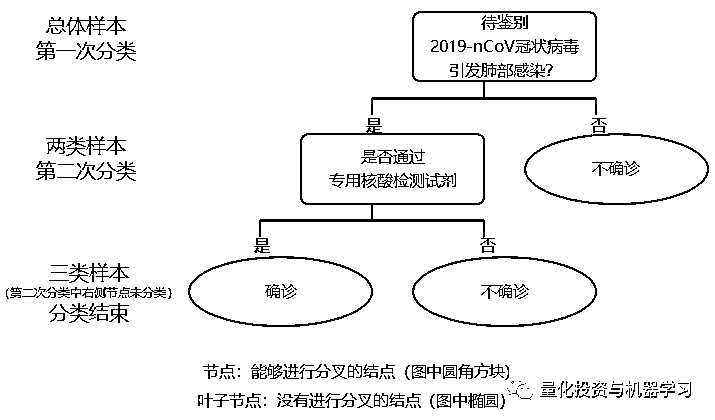 总体样本
第一次分类
待鉴别
2019-nCoV冠状病毒
引发肺部感染?
是
否
两类样本
第二次分类
是否通过
专用核酸检测试剂
不确诊
是
否
三类样本
(第二次分类中右侧节点未分类)
分类结束
确诊
不确诊
节点：能够进行分叉的结点（图中圆角方块）
叶子节点：没有进行分叉的结点（图中椭圆）
量化投资与机器学习